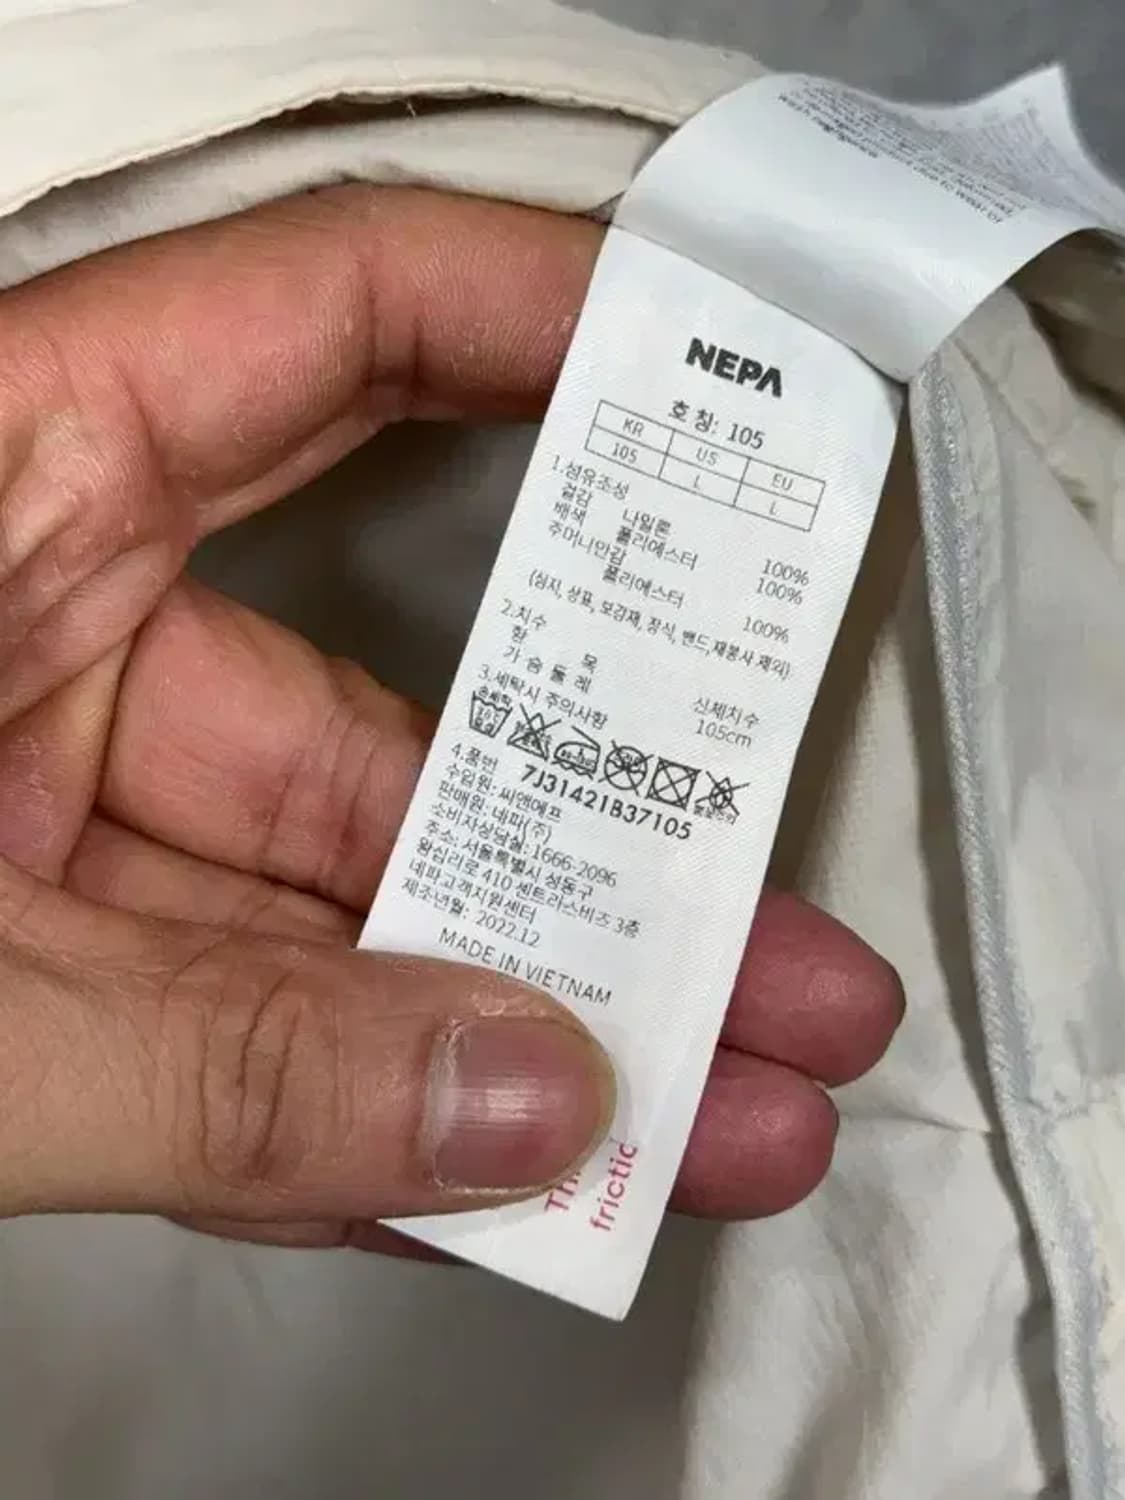 NEPA
호 칭: 105
KR US EU
105 L L
1.섬유조성
겉감 나일론 100%
배색 폴리에스터 100%
주머니안감
폴리에스터 100%
(심지, 상표, 보강재, 장식, 밴드,재봉사 제외)
2.치수
항 목 신체치수
가 슴 둘 레 105cm
3.세탁시 주의사항
손세탁
4.품번 7J31421B37105
수입원: 씨앤에프
판매원: 네파(주)
소비자상담실: 1666-2096
주소: 서울특별시 성동구
왕십리로 410 센트라스비즈 3층
네파고객지원센터
제조년월: 2022.12
MADE IN VIETNAM
frictio